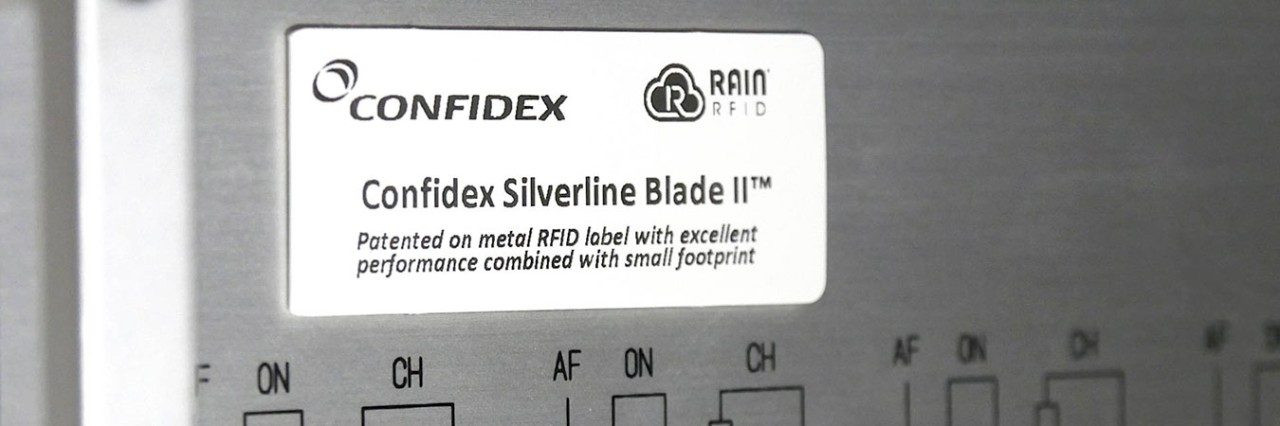 CONFIDEX
RAIN
RFID
Confidex Silverline Blade II™
Patented on metal RFID label with excellent
performance combined with small footprint
F ON CH AF ON CH AF ON CH AF